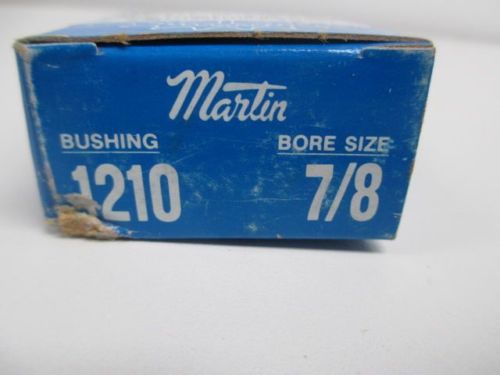 Martin
BUSHING BORE SIZE
1210 7/8